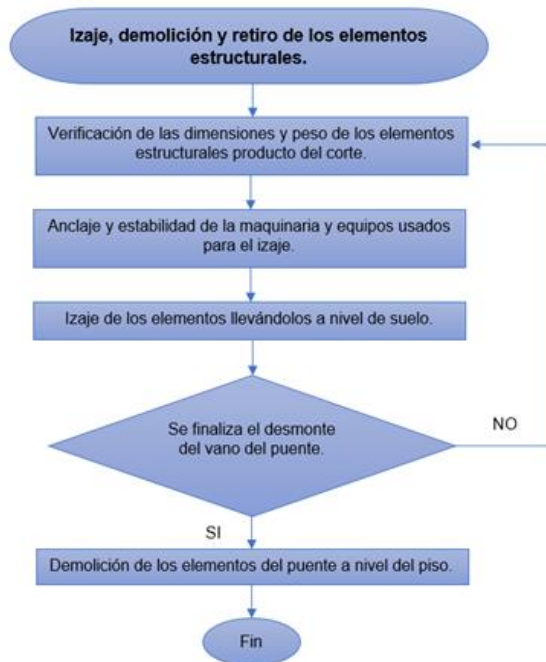 Izaje, demolición y retiro de los elementos
estructurales.
Verificación de las dimensiones y peso de los elementos
estructurales producto del corte.
Anclaje y estabilidad de la maquinaria y equipos usados
para el izaje.
Izaje de los elementos llevándolos a nivel de suelo.
Se finaliza el desmonte
del vano del puente.
NO
SI
Demolición de los elementos del puente a nivel del piso.
Fin